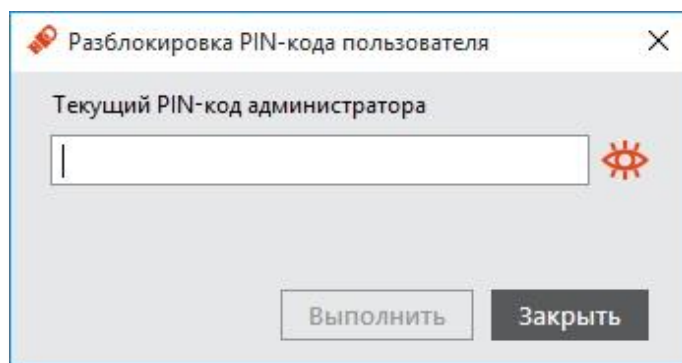 Разблокировка PIN-кода пользователя
Текущий PIN-код администратора
Выполнить Закрыть